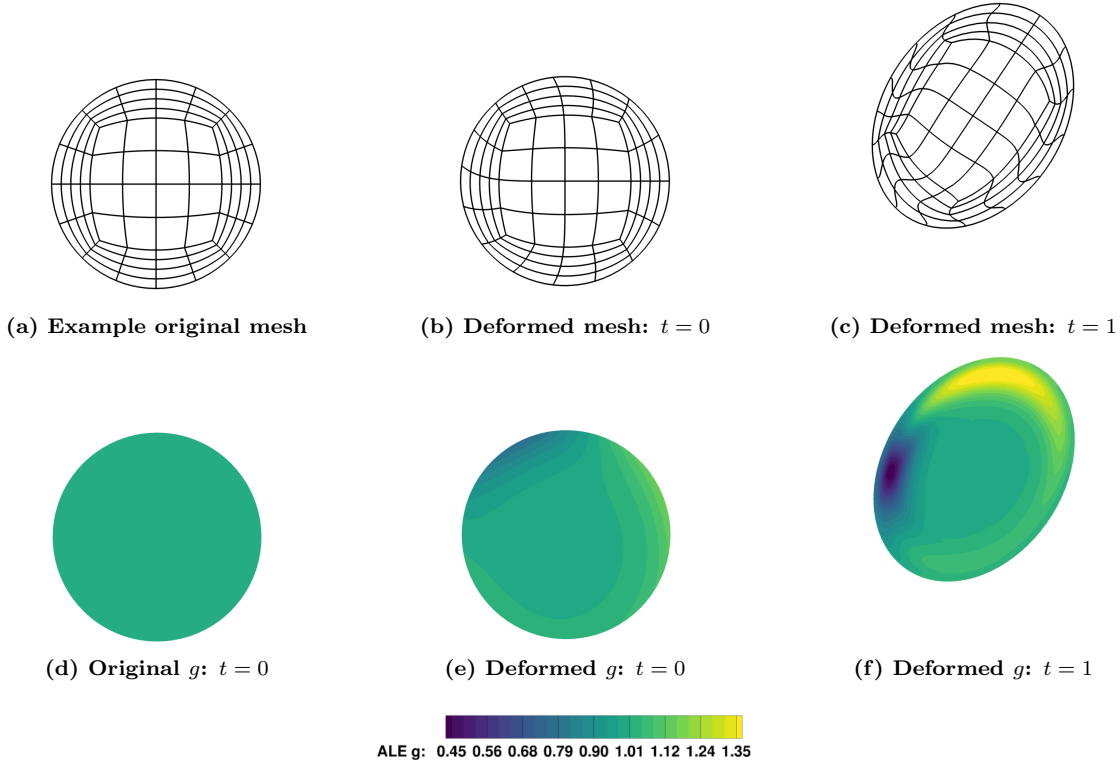 (a) Example original mesh
(b) Deformed mesh: t = 0
(c) Deformed mesh: t = 1
(d) Original g: t = 0
(e) Deformed g: t = 0
(f) Deformed g: t = 1
ALE g: 0.45 0.56 0.68 0.79 0.90 1.01 1.12 1.24 1.35